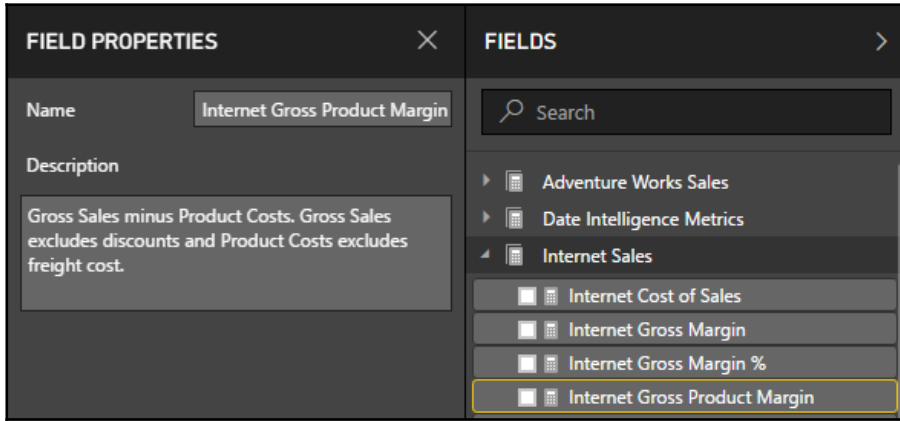 FIELD PROPERTIES
Name
Internet Gross Product Margin
Description
Gross Sales minus Product Costs. Gross Sales
excludes discounts and Product Costs excludes
freight cost.
FIELDS
Search
Adventure Works Sales
Date Intelligence Metrics
Internet Sales
Internet Cost of Sales
Internet Gross Margin
Internet Gross Margin %
Internet Gross Product Margin